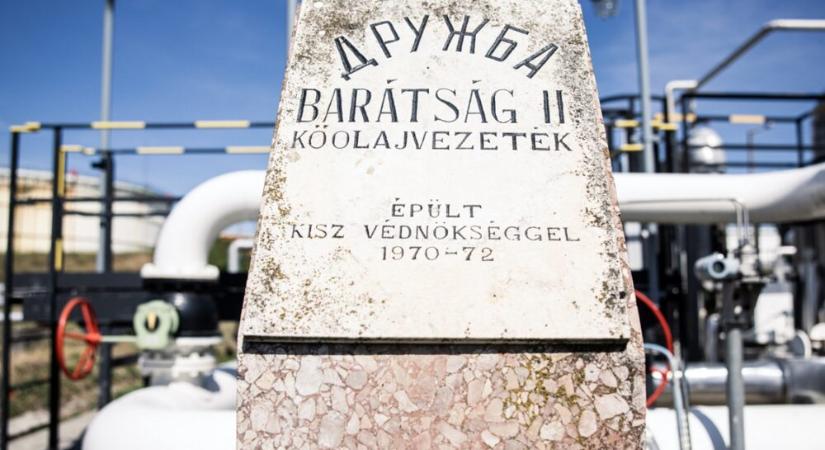 ДРУЖБА
BARÁTSÁG II
KŐOLAJVEZETÉK
ÉPÜLT
KISZ VÉDNÖKSÉGGEL
1970-72